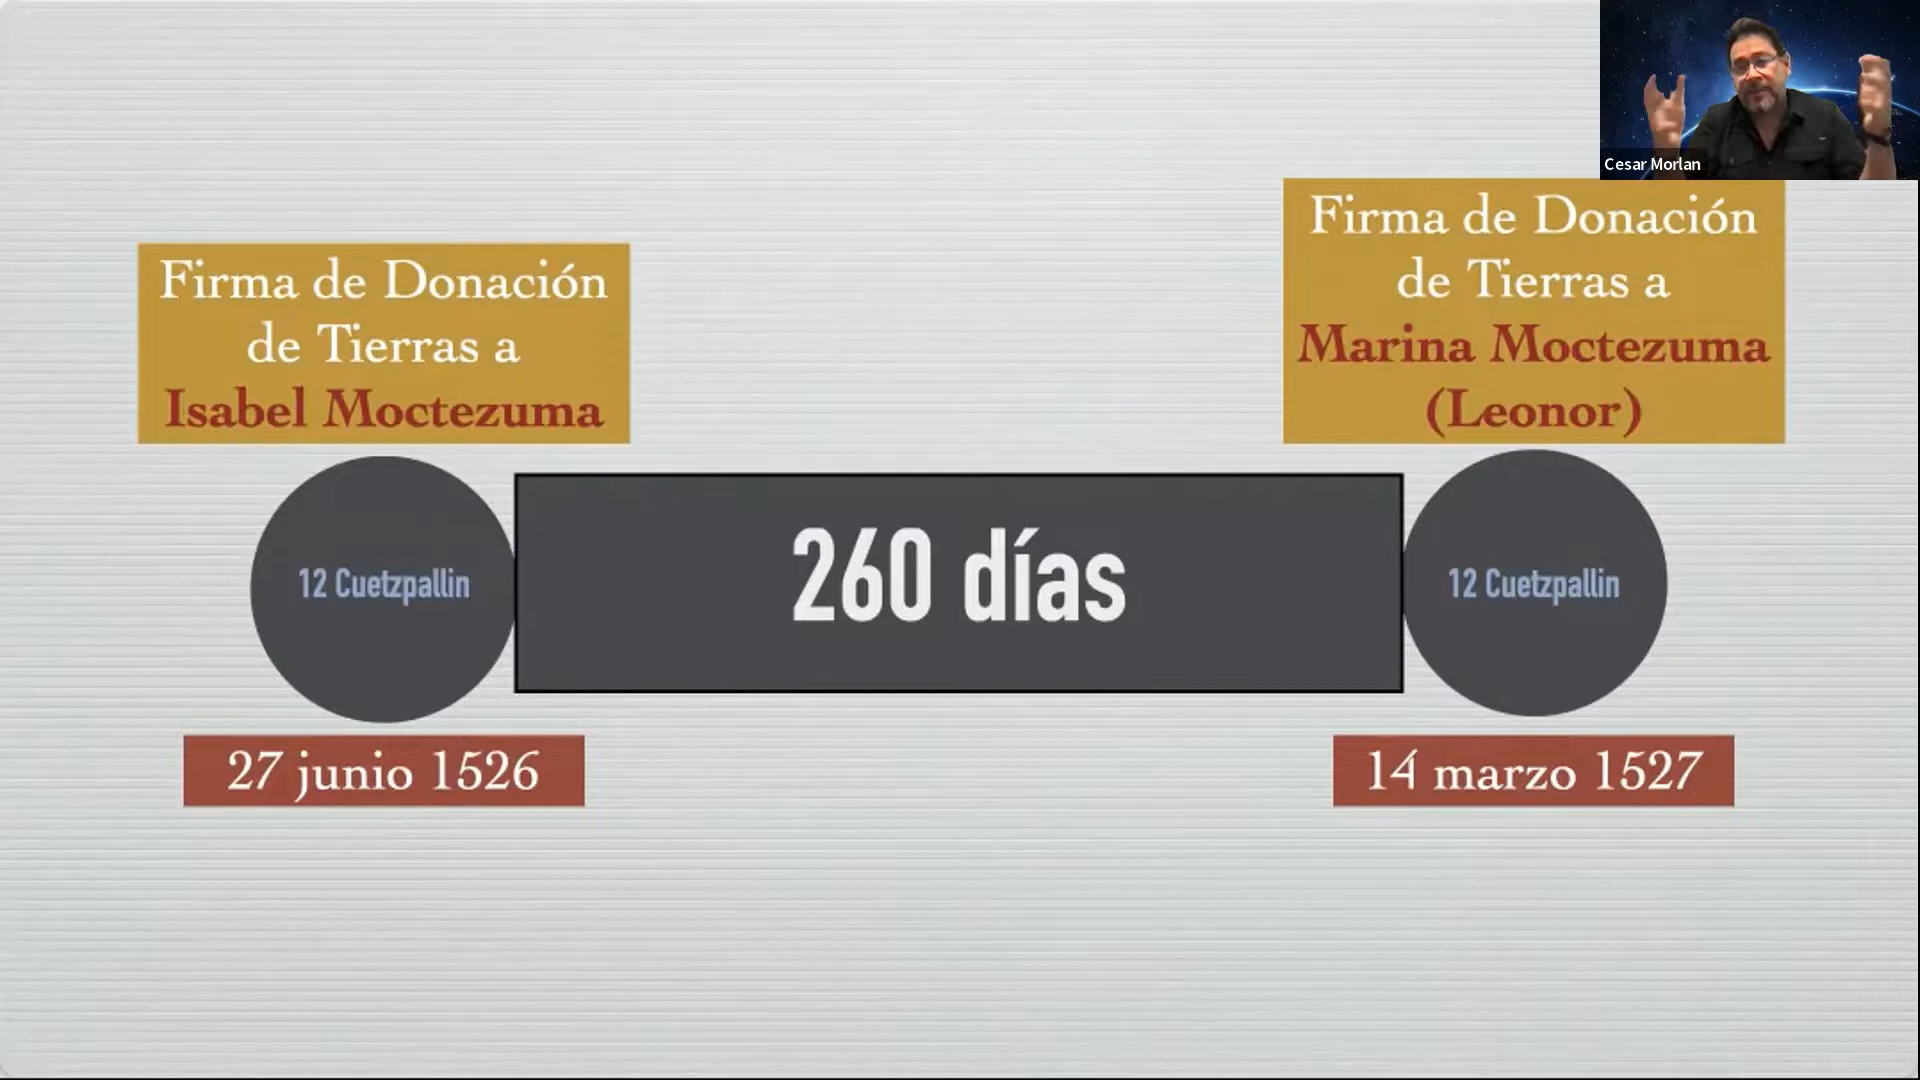 Cesar Morlan
Firma de Donación
de Tierras a
Isabel Moctezuma
Firma de Donación
de Tierras a
Marina Moctezuma
(Leonor)
12 Cuetzpallin
260 días
12 Cuetzpallin
27 junio 1526
14 marzo 1527